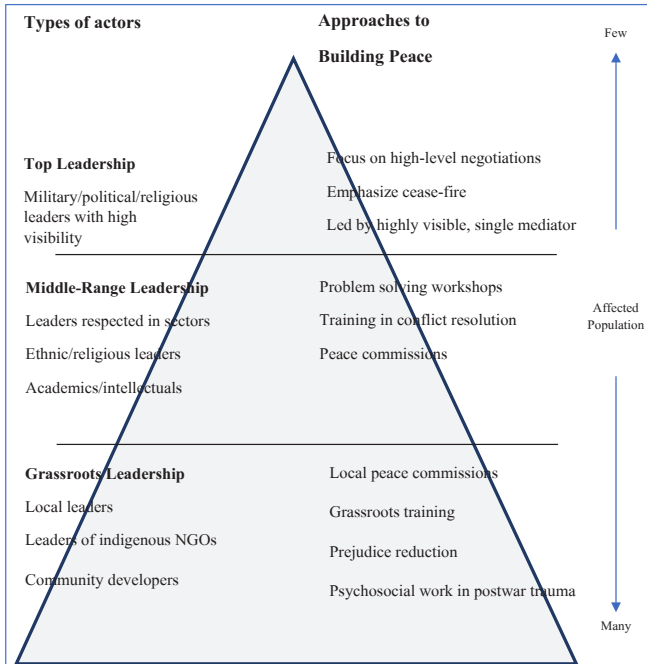 Types of actors
Approaches to
Building Peace
Few
Top Leadership
Military/political/religious
leaders with high
visibility
Focus on high-level negotiations
Emphasize cease-fire
Led by highly visible, single mediator
Middle-Range Leadership
Leaders respected in sectors
Ethnic/religious leaders
Academics/intellectuals
Problem solving workshops
Training in conflict resolution
Peace commissions
Affected
Population
Grassroots Leadership
Local leaders
Leaders of indigenous NGOs
Community developers
Local peace commissions
Grassroots training
Prejudice reduction
Psychosocial work in postwar trauma
Many